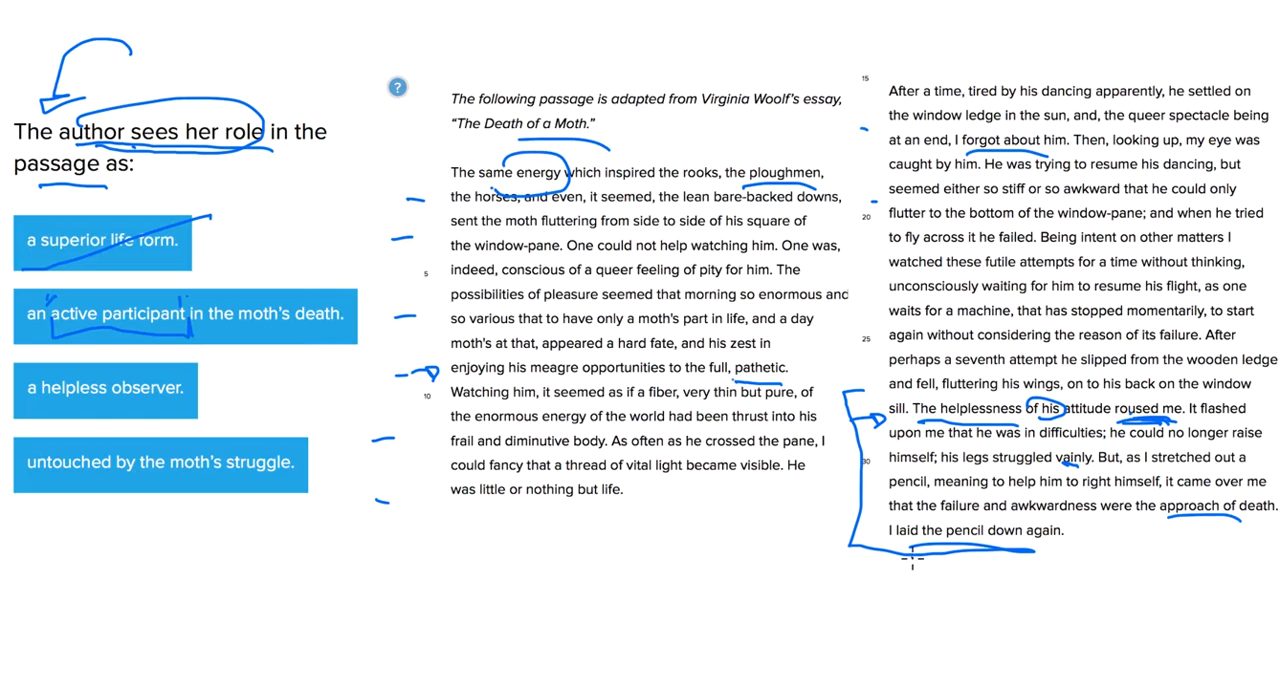 The author sees her role in the
passage as:
a superior life form.
an active participant in the moth's death.
a helpless observer.
untouched by the moth's struggle.
?
The following passage is adapted from Virginia Woolf's essay,
"The Death of a Moth."
The same energy which inspired the rooks, the ploughmen,
the horses, and even, it seemed, the lean bare-backed downs,
sent the moth fluttering from side to side of his square of
the window-pane. One could not help watching him. One was,
5 indeed, conscious of a queer feeling of pity for him. The
possibilities of pleasure seemed that morning so enormous and
so various that to have only a moth's part in life, and a day
moth's at that, appeared a hard fate, and his zest in
enjoying his meagre opportunities to the full, pathetic.
10 Watching him, it seemed as if a fiber, very thin but pure, of
the enormous energy of the world had been thrust into his
frail and diminutive body. As often as he crossed the pane, I
could fancy that a thread of vital light became visible. He
was little or nothing but life.
15
After a time, tired by his dancing apparently, he settled on
the window ledge in the sun, and, the queer spectacle being
at an end, I forgot about him. Then, looking up, my eye was
caught by him. He was trying to resume his dancing, but
seemed either so stiff or so awkward that he could only
20 flutter to the bottom of the window-pane; and when he tried
to fly across it he failed. Being intent on other matters I
watched these futile attempts for a time without thinking,
unconsciously waiting for him to resume his flight, as one
waits for a machine, that has stopped momentarily, to start
25 again without considering the reason of its failure. After
perhaps a seventh attempt he slipped from the wooden ledge
and fell, fluttering his wings, on to his back on the window
sill. The helplessness of his attitude roused me. It flashed
upon me that he was in difficulties; he could no longer raise
30 himself; his legs struggled vainly. But, as I stretched out a
pencil, meaning to help him to right himself, it came over me
that the failure and awkwardness were the approach of death.
I laid the pencil down again.